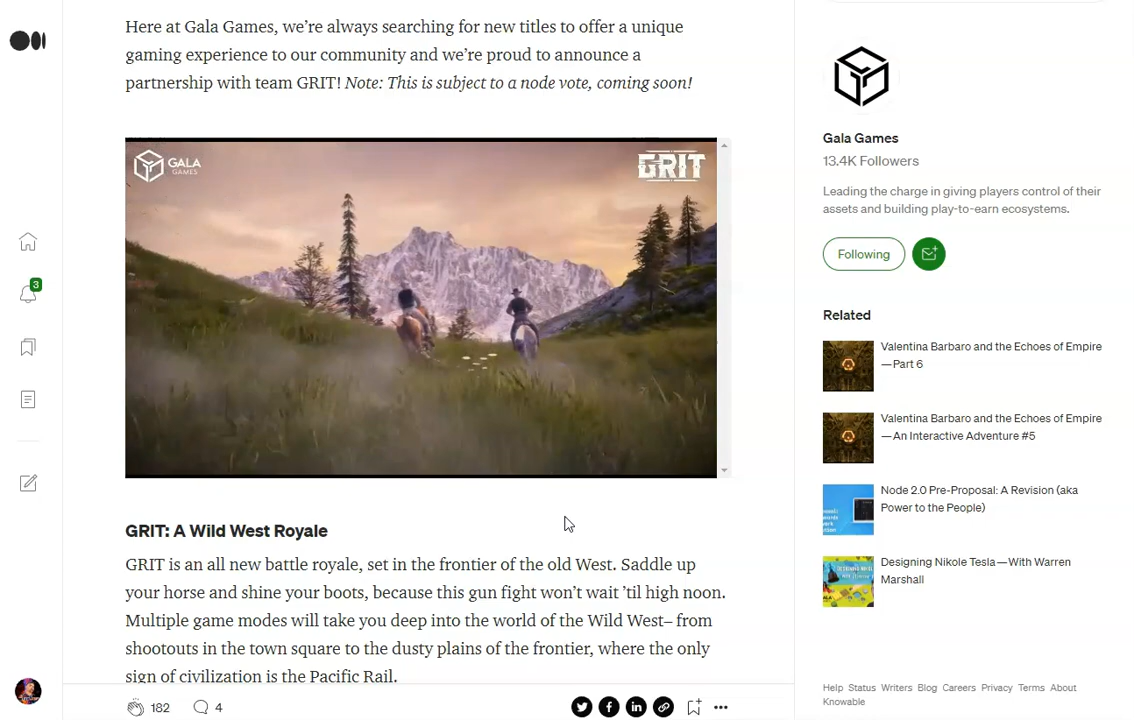 Here at Gala Games, we’re always searching for new titles to offer a unique
gaming experience to our community and we’re proud to announce a
partnership with team GRIT! Note: This is subject to a node vote, coming soon!
GALA
GAMES
GRIT
GRIT: A Wild West Royale
GRIT is an all new battle royale, set in the frontier of the old West. Saddle up
your horse and shine your boots, because this gun fight won’t wait ’til high noon.
Multiple game modes will take you deep into the world of the Wild West– from
shootouts in the town square to the dusty plains of the frontier, where the only
sign of civilization is the Pacific Rail.
182
4
3
Gala Games
13.4K Followers
Leading the charge in giving players control of their
assets and building play-to-earn ecosystems.
Following
Related
Valentina Barbaro and the Echoes of Empire
—Part 6
Valentina Barbaro and the Echoes of Empire
—An Interactive Adventure #5
Node 2.0 Pre-Proposal: A Revision (aka
Power to the People)
Designing Nikole Tesla—With Warren
Marshall
Help Status Writers Blog Careers Privacy Terms About
Knowable